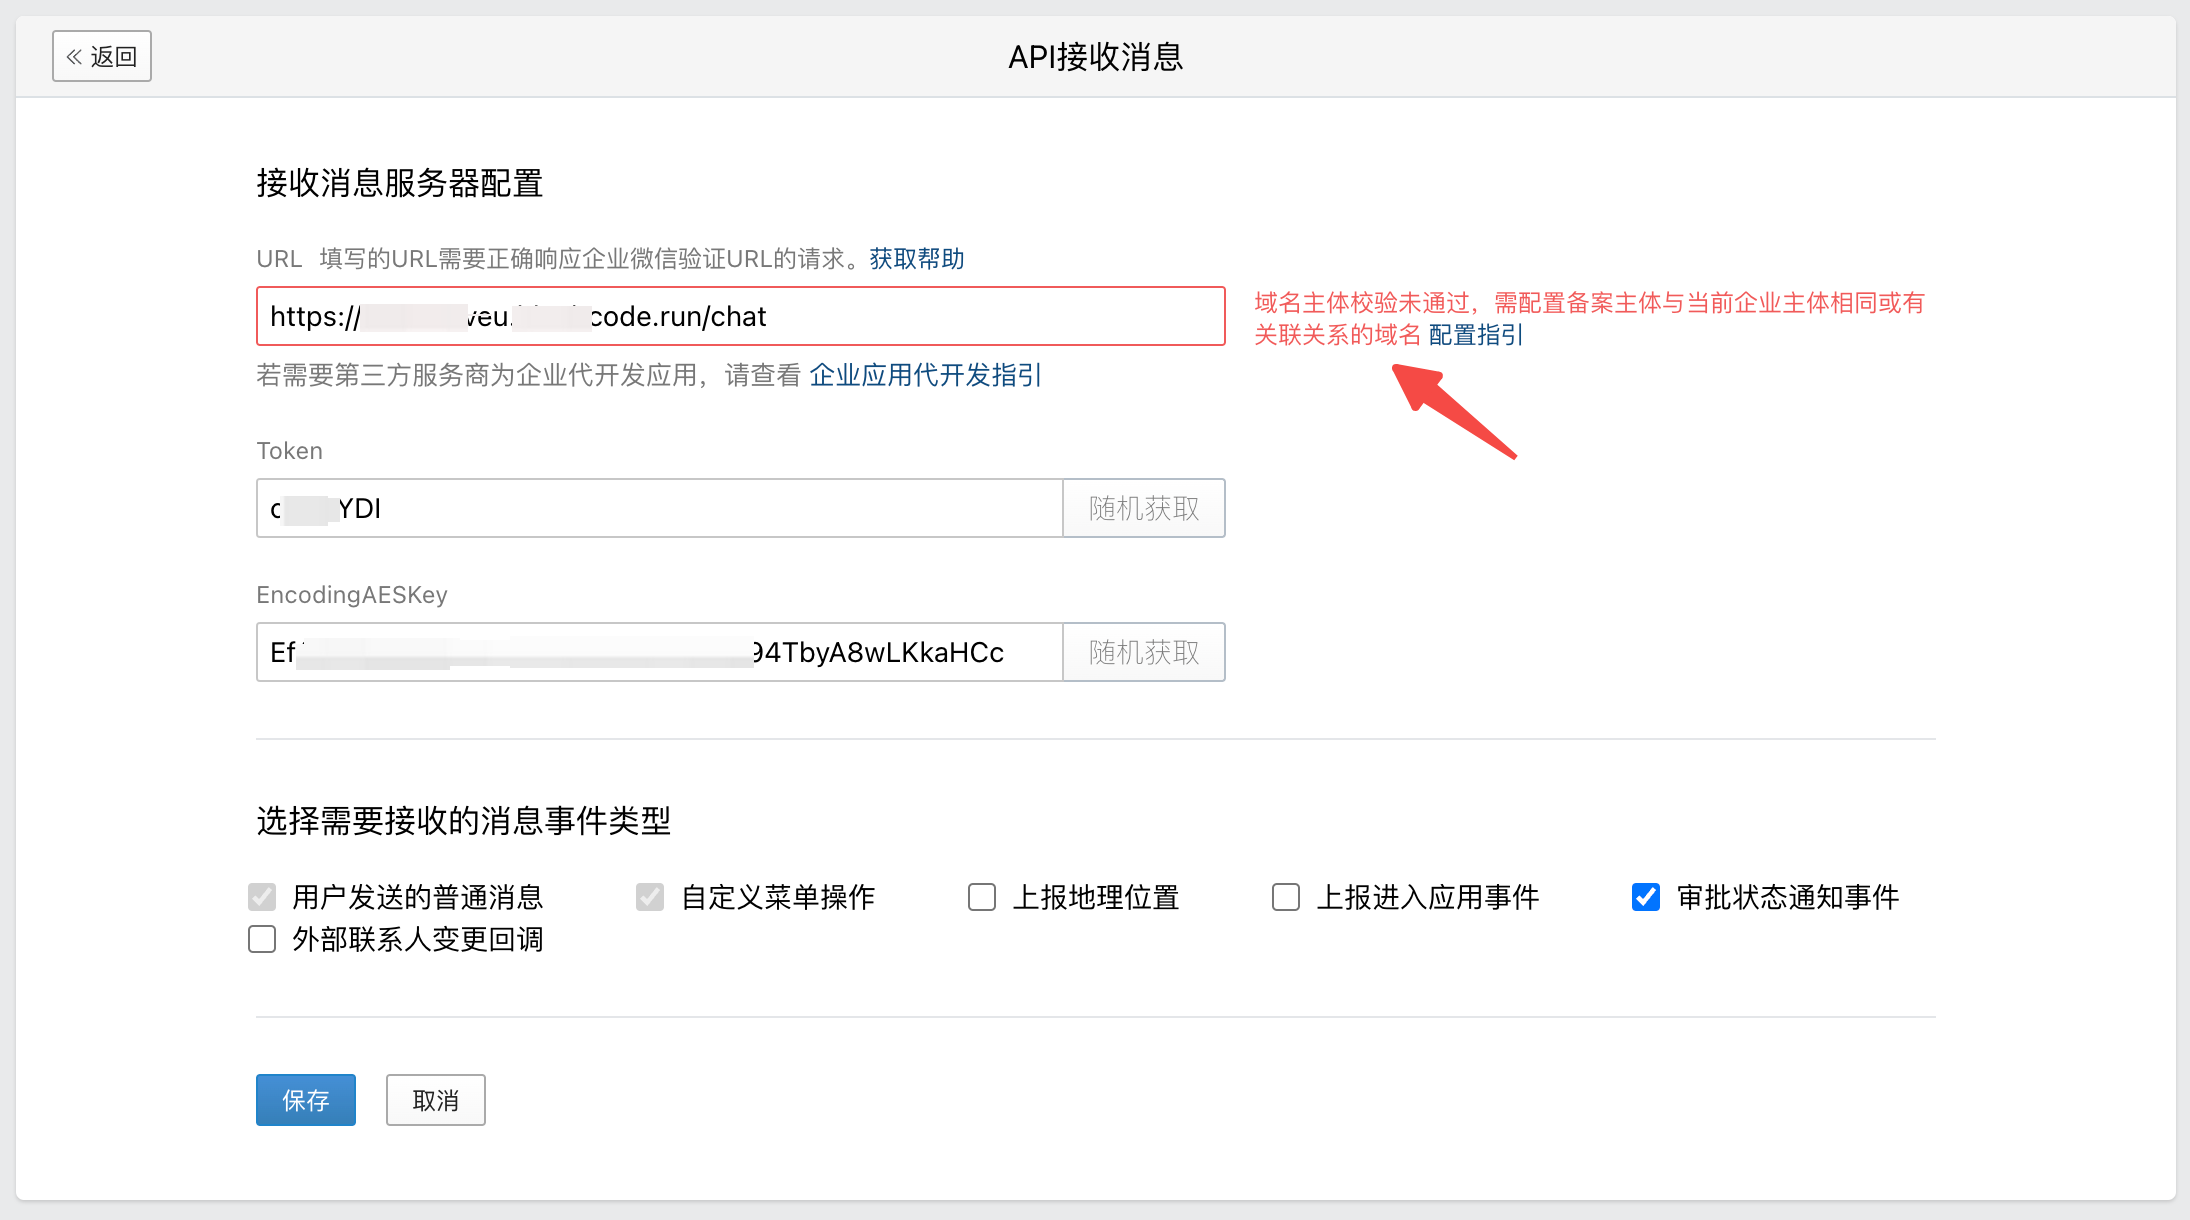 返回
API接收消息
接收消息服务器配置
URL 填写的URL需要正确响应企业微信验证URL的请求。获取帮助
https:// veu. code.run/chat
域名主体校验未通过，需配置备案主体与当前企业主体相同或有
关联关系的域名 配置指引
若需要第三方服务商为企业代开发应用，请查看 企业应用代开发指引
Token
YDI
随机获取
EncodingAESKey
Ef 94TbyA8wLKkaHCc
随机获取
选择需要接收的消息事件类型
用户发送的普通消息 自定义菜单操作 上报地理位置 上报进入应用事件 审批状态通知事件
外部联系人变更回调
保存 取消